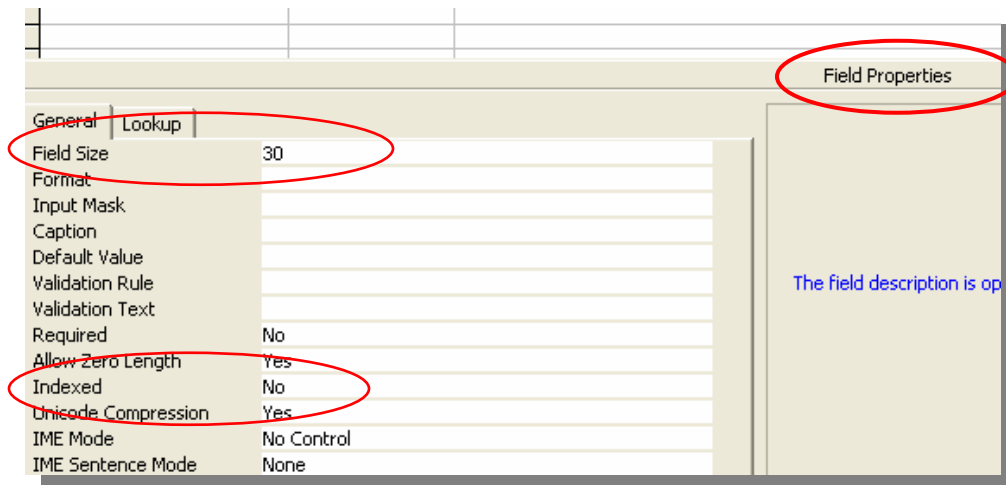 Field Properties
General Lookup
Field Size 30
Format
Input Mask
Caption
Default Value
Validation Rule
Validation Text
The field description is op
Required No
Allow Zero Length Yes
Indexed No
Unicode Compression Yes
IME Mode No Control
IME Sentence Mode None